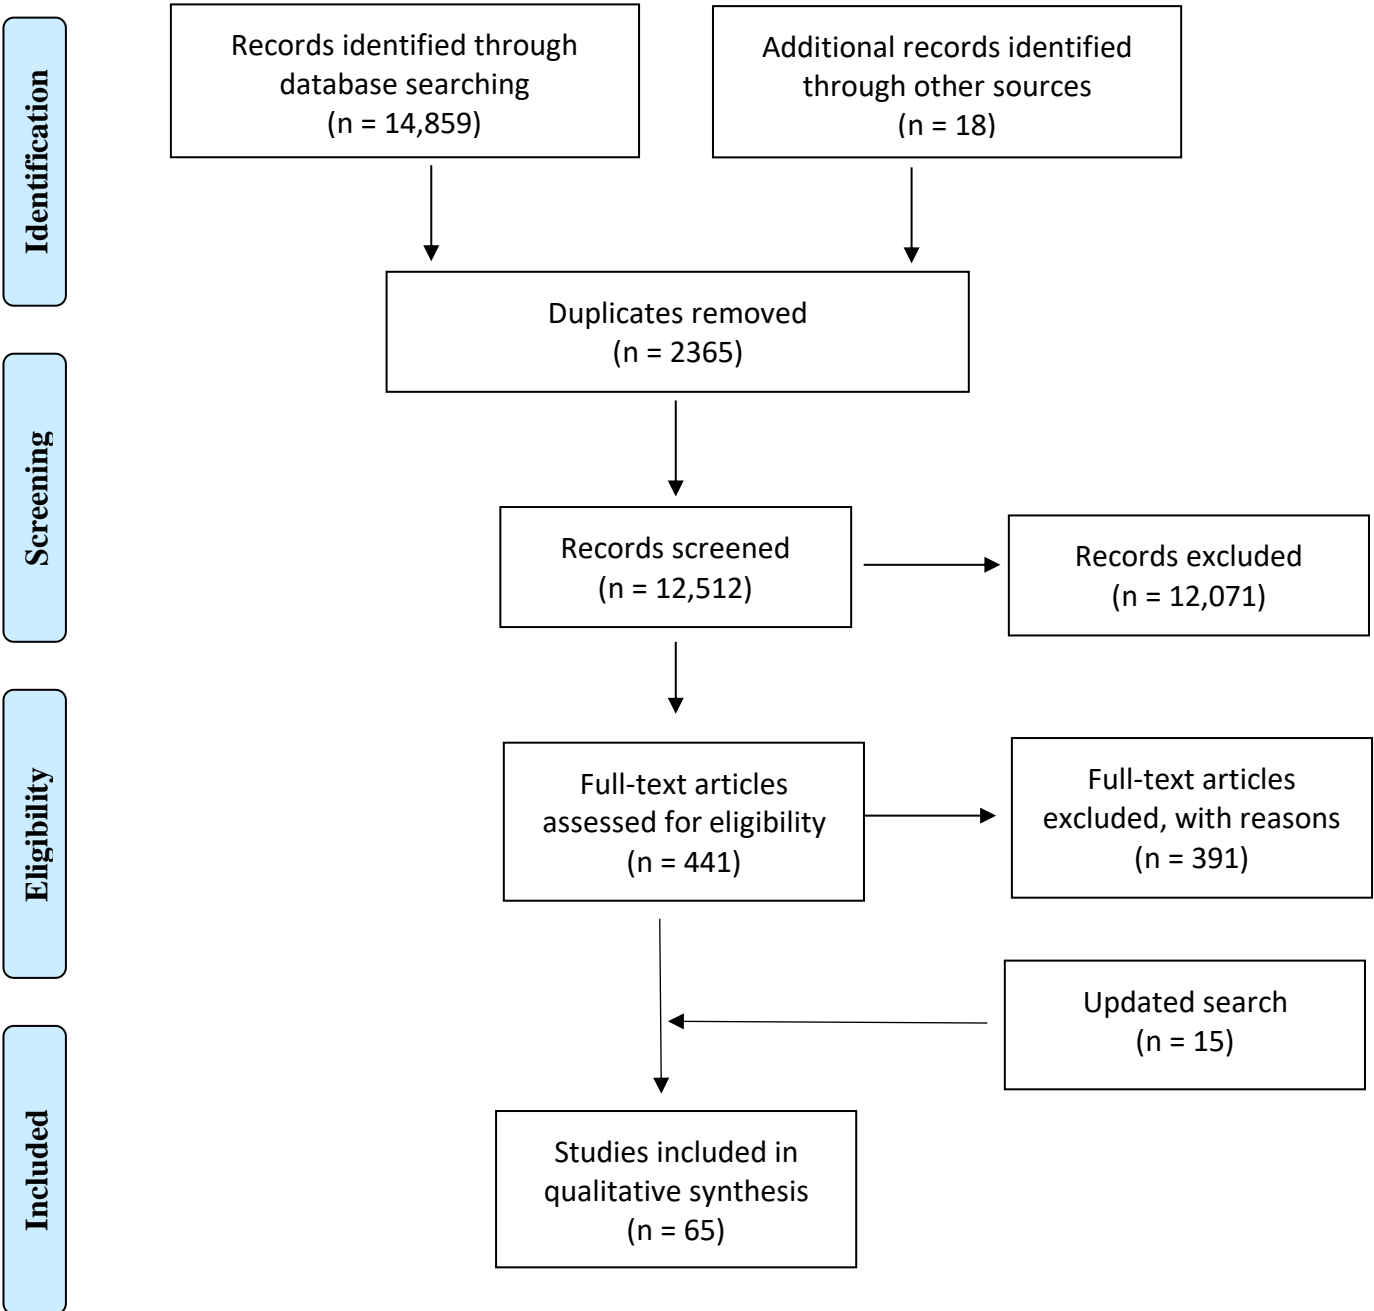 Identification
Records identified through
database searching
(n = 14,859)
Additional records identified
through other sources
(n = 18)
Duplicates removed
(n = 2365)
Screening
Records screened
(n = 12,512)
Records excluded
(n = 12,071)
Eligibility
Full-text articles
assessed for eligibility
(n = 441)
Full-text articles
excluded, with reasons
(n = 391)
Updated search
(n = 15)
Included
Studies included in
qualitative synthesis
(n = 65)